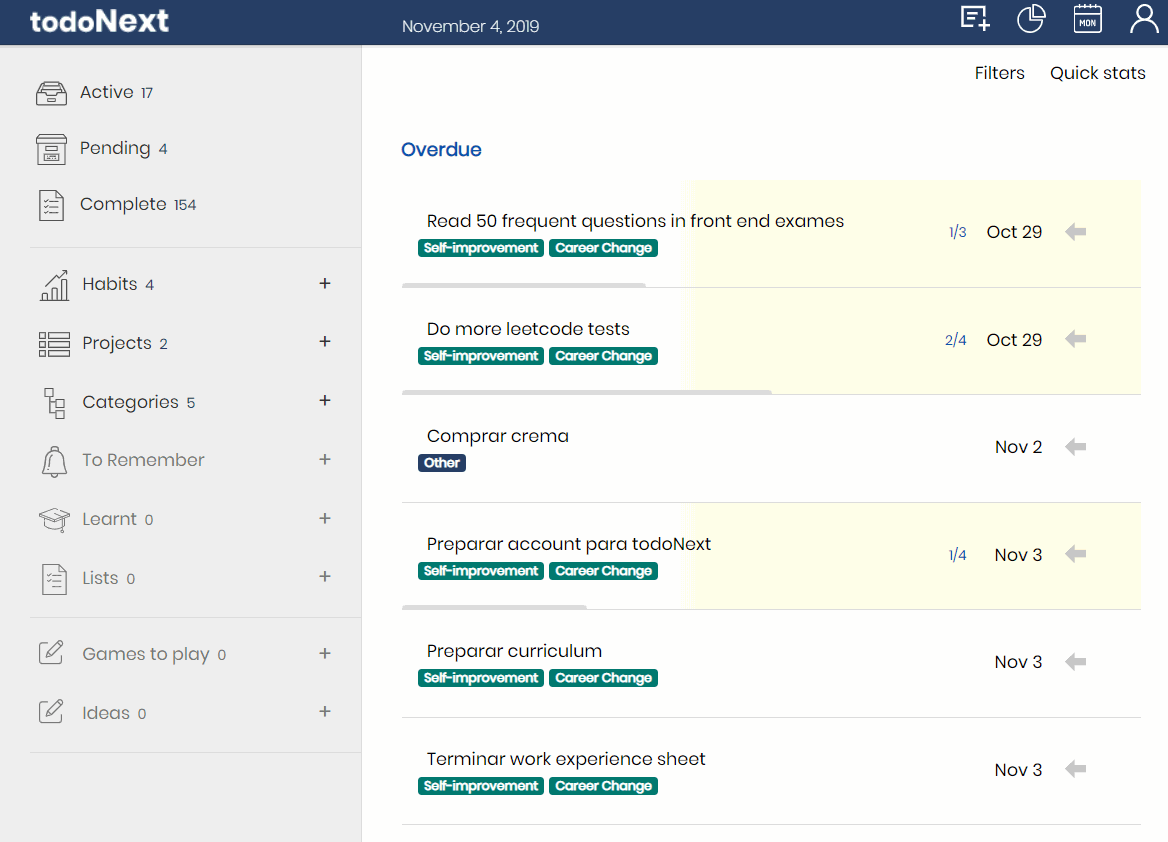 todoNext
November 4, 2019
MON
Filters Quick stats
Active 17
Pending 4
Complete 154
Habits 4 +
Projects 2 +
Categories 5 +
To Remember +
Learnt 0 +
Lists 0 +
Games to play 0 +
Ideas 0 +
Overdue
Read 50 frequent questions in front end exames
Self-improvement Career Change
1/3 Oct 29
Do more leetcode tests
Self-improvement Career Change
2/4 Oct 29
Comprar crema
Other
Nov 2
Preparar account para todoNext
Self-improvement Career Change
1/4 Nov 3
Preparar curriculum
Self-improvement Career Change
Nov 3
Terminar work experience sheet
Self-improvement Career Change
Nov 3